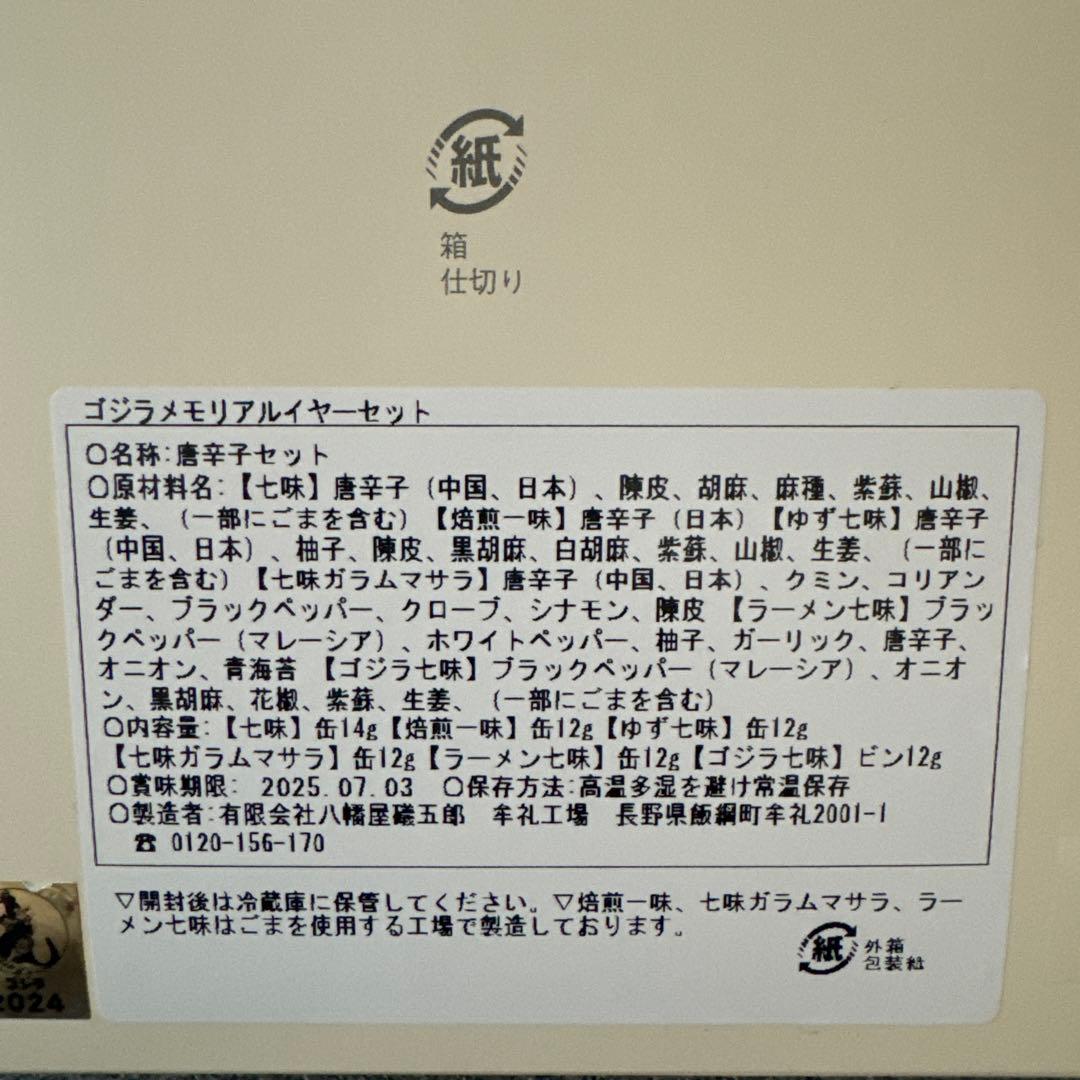 紙
箱
仕切り
ゴジラメモリアルイヤーセット
〇名称:唐辛子セット
〇原材料名:【七味】唐辛子（中国、日本）、陳皮、胡麻、麻種、紫蘇、山椒、
生姜、（一部にごまを含む）【焙煎一味】唐辛子（日本）【ゆず七味】唐辛子
（中国、日本）、柚子、陳皮、黒胡麻、白胡麻、紫蘇、山椒、生姜、（一部に
ごまを含む）【七味ガラムマサラ】唐辛子（中国、日本）、クミン、コリアン
ダー、ブラックペッパー、クローブ、シナモン、陳皮 【ラーメン七味】ブラッ
クペッパー（マレーシア）、ホワイトペッパー、柚子、ガーリック、唐辛子、
オニオン、青海苔 【ゴジラ七味】ブラックペッパー（マレーシア）、オニオ
ン、黒胡麻、花椒、紫蘇、生姜、（一部にごまを含む）
〇内容量:【七味】缶14g【焙煎一味】缶12g【ゆず七味】缶12g
【七味ガラムマサラ】缶12g【ラーメン七味】缶12g【ゴジラ七味】ビン12g
〇賞味期限: 2025.07.03 〇保存方法:高温多湿を避け常温保存
〇製造者:有限会社八幡屋礒五郎 牟礼工場 長野県飯綱町牟礼2001-1
☎ 0120-156-170
▽開封後は冷蔵庫に保管してください。▽焙煎一味、七味ガラムマサラ、ラー
メン七味はごまを使用する工場で製造しております。
紙
外箱
包装紙
ゴジラ
2024